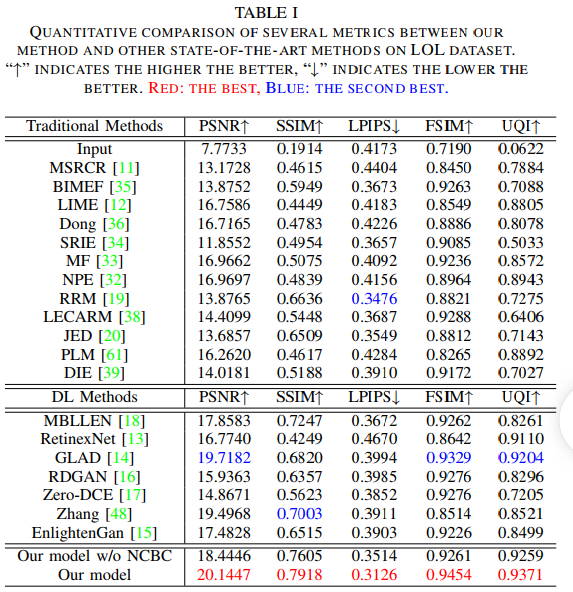 TABLE I
QUANTITATIVE COMPARISON OF SEVERAL METRICS BETWEEN OUR
METHOD AND OTHER STATE-OF-THE-ART METHODS ON LOL DATASET.
“↑” INDICATES THE HIGHER THE BETTER, “↓” INDICATES THE LOWER THE
BETTER. RED: THE BEST, BLUE: THE SECOND BEST.
Traditional Methods PSNR↑ SSIM↑ LPIPS↓ FSIM↑ UQI↑
Input 7.7733 0.1914 0.4173 0.7190 0.0622
MSRCR [11] 13.1728 0.4615 0.4404 0.8450 0.7884
BIMEF [35] 13.8752 0.5949 0.3673 0.9263 0.7088
LIME [12] 16.7586 0.4449 0.4183 0.8549 0.8805
Dong [36] 16.7165 0.4783 0.4226 0.8886 0.8078
SRIE [34] 11.8552 0.4954 0.3657 0.9085 0.5033
MF [33] 16.9662 0.5075 0.4092 0.9236 0.8572
NPE [32] 16.9697 0.4839 0.4156 0.8964 0.8943
RRM [19] 13.8765 0.6636 0.3476 0.8821 0.7275
LECARM [38] 14.4099 0.5448 0.3687 0.9288 0.6406
JED [20] 13.6857 0.6509 0.3549 0.8812 0.7143
PLM [61] 16.2620 0.4617 0.4284 0.8265 0.8892
DIE [39] 14.0181 0.5188 0.3910 0.9172 0.7027
DL Methods PSNR↑ SSIM↑ LPIPS↓ FSIM↑ UQI↑
MBLLEN [18] 17.8583 0.7247 0.3672 0.9262 0.8261
RetinexNet [13] 16.7740 0.4249 0.4670 0.8642 0.9110
GLAD [14] 19.7182 0.6820 0.3994 0.9329 0.9204
RDGAN [16] 15.9363 0.6357 0.3985 0.9276 0.8296
Zero-DCE [17] 14.8671 0.5623 0.3852 0.9276 0.7205
Zhang [48] 19.4968 0.7003 0.3911 0.8514 0.8521
EnlightenGan [15] 17.4828 0.6515 0.3903 0.9226 0.8499
Our model w/o NCBC 18.4446 0.7605 0.3514 0.9261 0.9259
Our model 20.1447 0.7918 0.3126 0.9454 0.9371